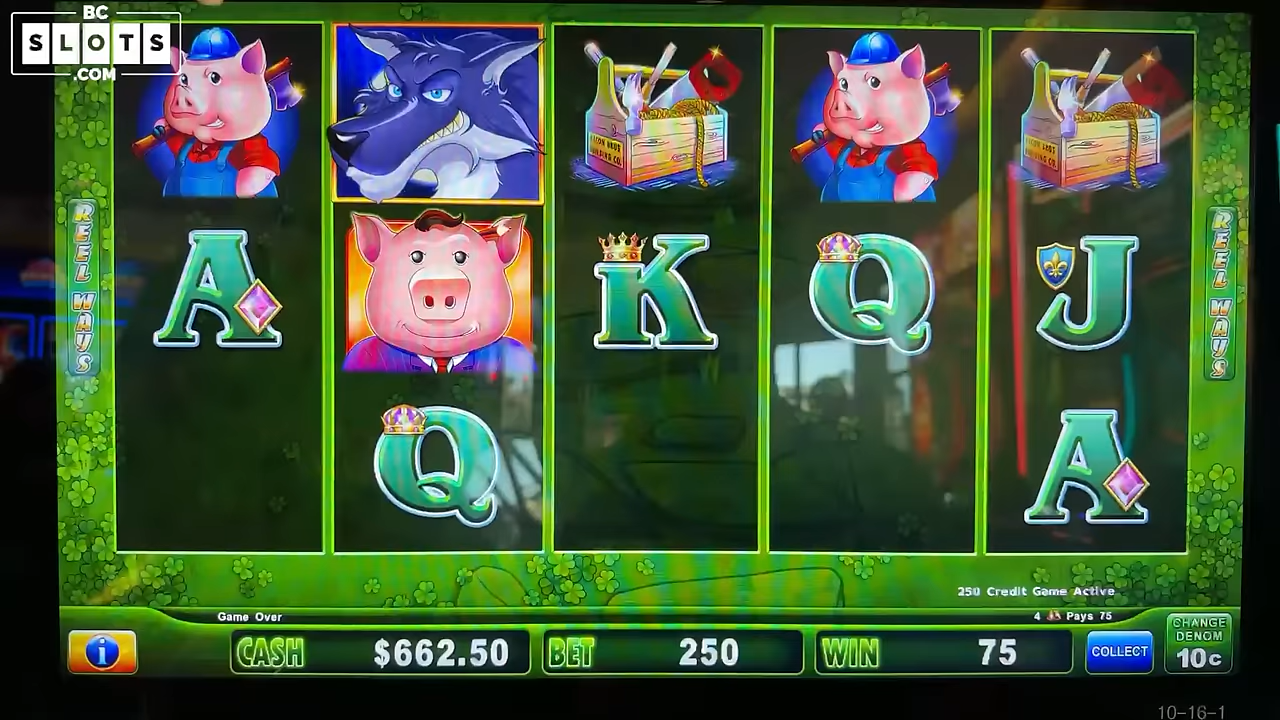 BC
SLOTS
.COM
REEL WAYS
REEL WAYS
A
K
Q
J
Q
A
250 Credit Game Active
Game Over
4 Pays 75
CHANGE
DENOM
10¢
i
CASH $662.50
BET 250
WIN 75
COLLECT
10-16-1